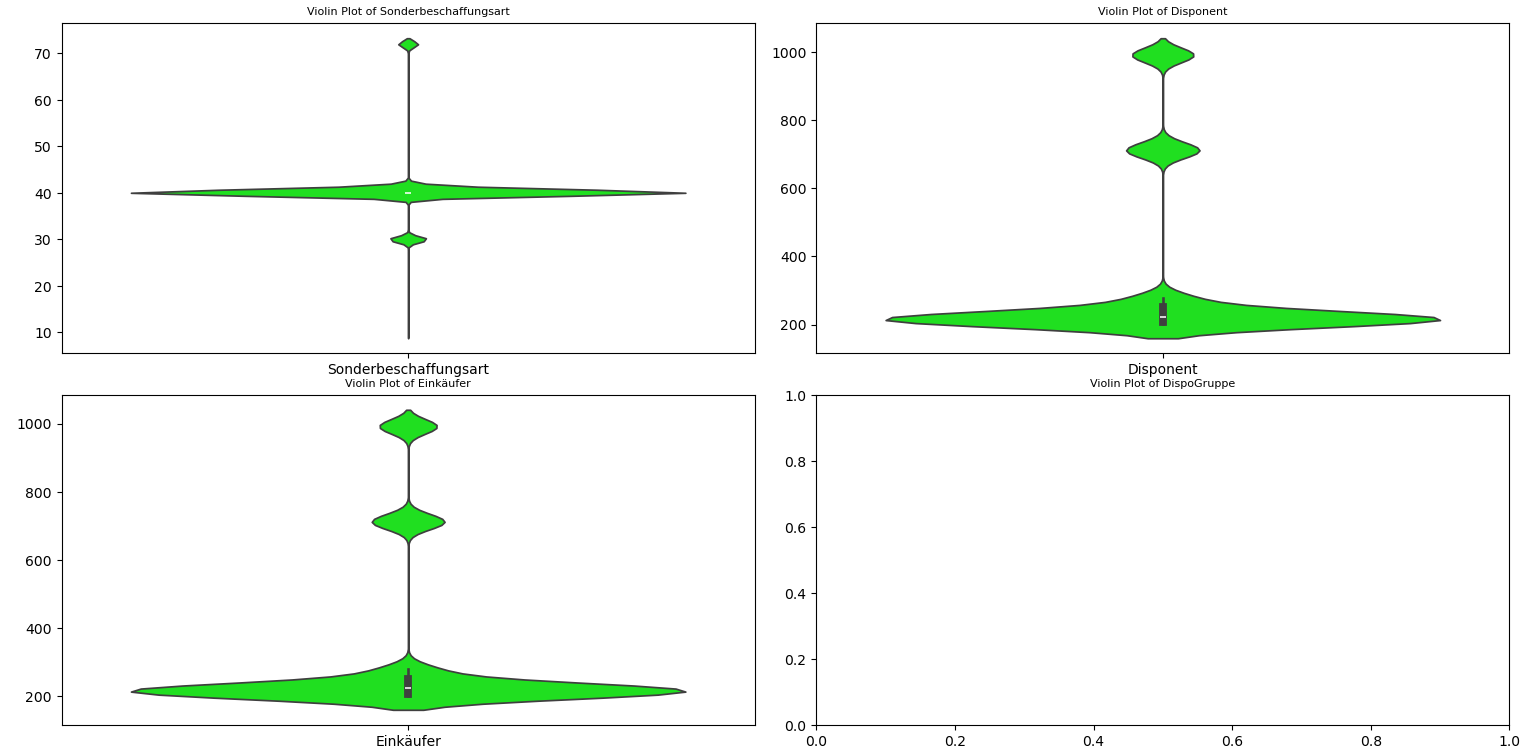 Violin Plot of Sonderbeschaffungsart
70
60
50
40
30
20
10
Sonderbeschaffungsart
Violin Plot of Disponent
1000
800
600
400
200
Disponent
Violin Plot of Einkäufer
1000
800
600
400
200
Einkäufer
Violin Plot of DispoGruppe
1.0
0.8
0.6
0.4
0.2
0.0
0.0 0.2 0.4 0.6 0.8 1.0